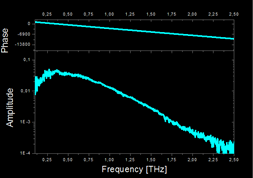 0,25 0,50 0,75 1,00 1,25 1,50 1,75 2,00 2,25 2,50
Phase
0
-6000
-13000
0,1
Amplitude
0,01
1E-3
1E-4
0,25 0,50 0,75 1,00 1,25 1,50 1,75 2,00 2,25 2,50
Frequency [THz]